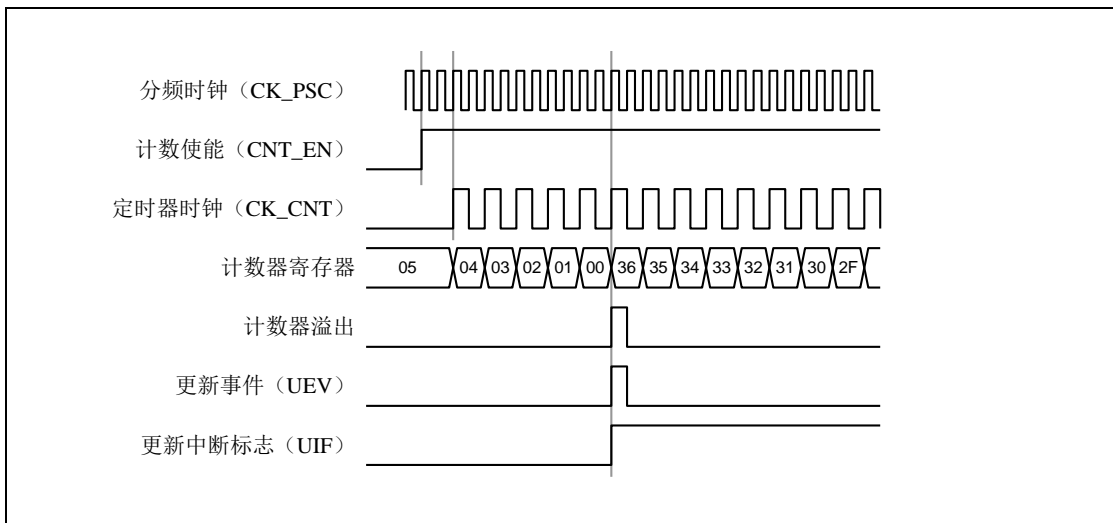 分频时钟（CK_PSC）
计数使能（CNT_EN）
定时器时钟（CK_CNT）
计数器寄存器 05 04 03 02 01 00 36 35 34 33 32 31 30 2F
计数器溢出
更新事件（UEV）
更新中断标志（UIF）